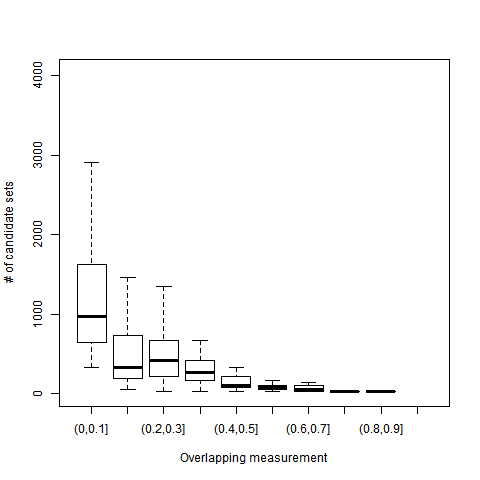 4000
3000
2000
1000
0
# of candidate sets
(0,0.1] (0.2,0.3] (0.4,0.5] (0.6,0.7] (0.8,0.9]
Overlapping measurement